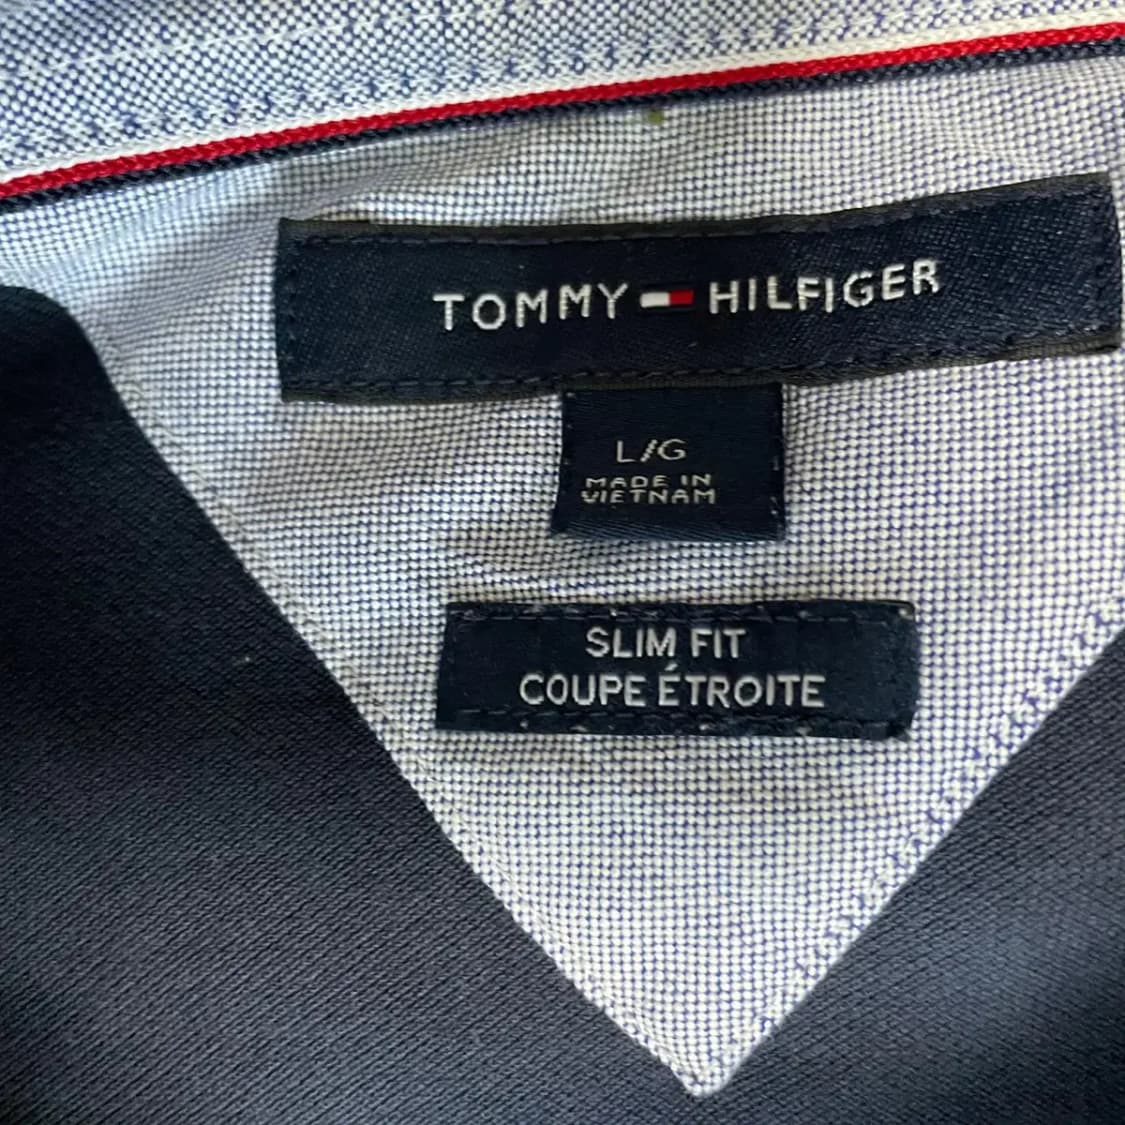 TOMMY HILFIGER
L/G
MADE IN
VIETNAM
SLIM FIT
COUPE ÉTROITE